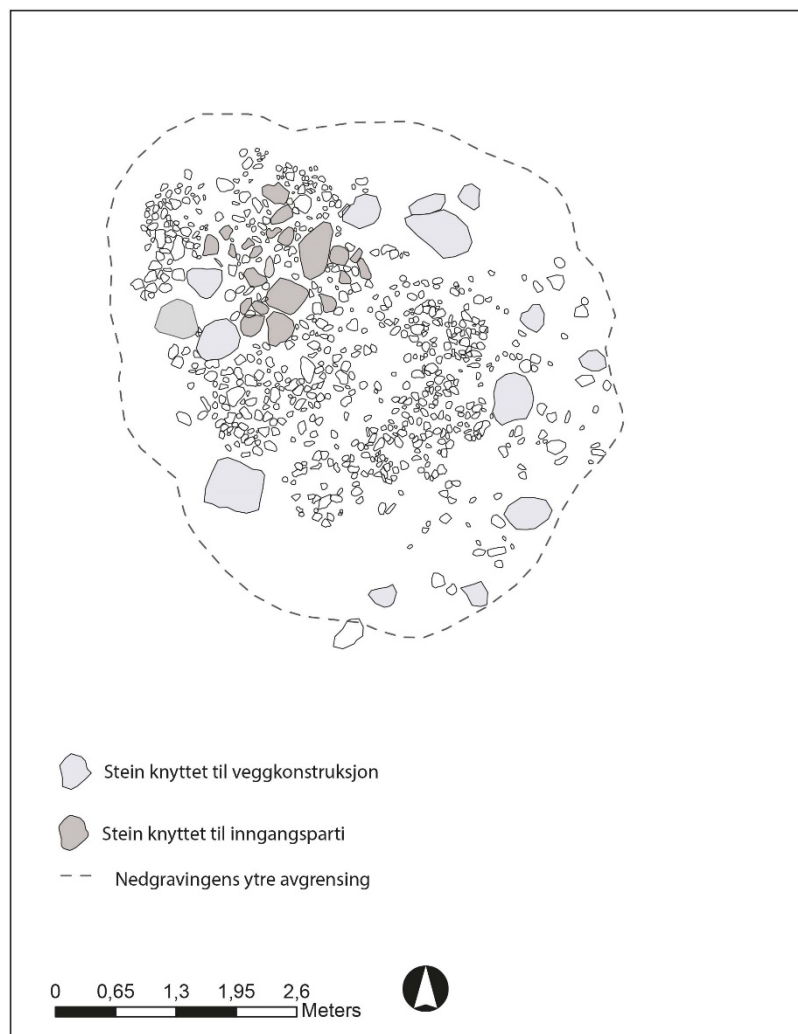 Stein knyttet til veggkonstruksjon
Stein knyttet til inngangsparti
Nedgravingens ytre avgrensing
0 0,65 1,3 1,95 2,6
Meters